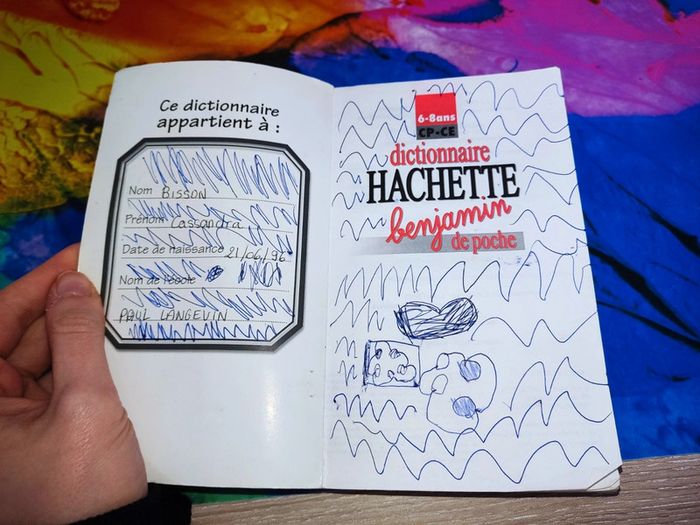 Ce dictionnaire
appartient à :
Nom BISSON
Prénom Cassandra
Date de naissance 21/06/96
Nom de l'école
PAUL LANGEVIN
6-8ans
CP-CE
dictionnaire
HACHETTE
benjamin
de poche